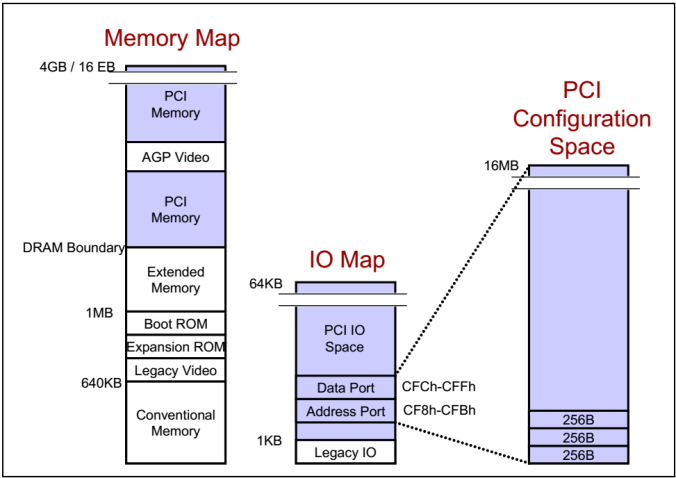 Memory Map
4GB / 16 EB
PCI
Memory
AGP Video
PCI
Memory
DRAM Boundary
Extended
Memory
1MB
Boot ROM
Expansion ROM
Legacy Video
640KB
Conventional
Memory
IO Map
64KB
PCI IO
Space
Data Port
CFCh-CFFh
Address Port
CF8h-CFBh
1KB
Legacy IO
PCI
Configuration
Space
16MB
256B
256B
256B